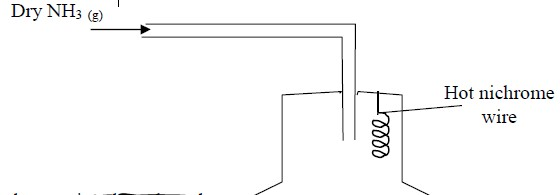 Dry NH₃ (g)
Hot nichrome
wire